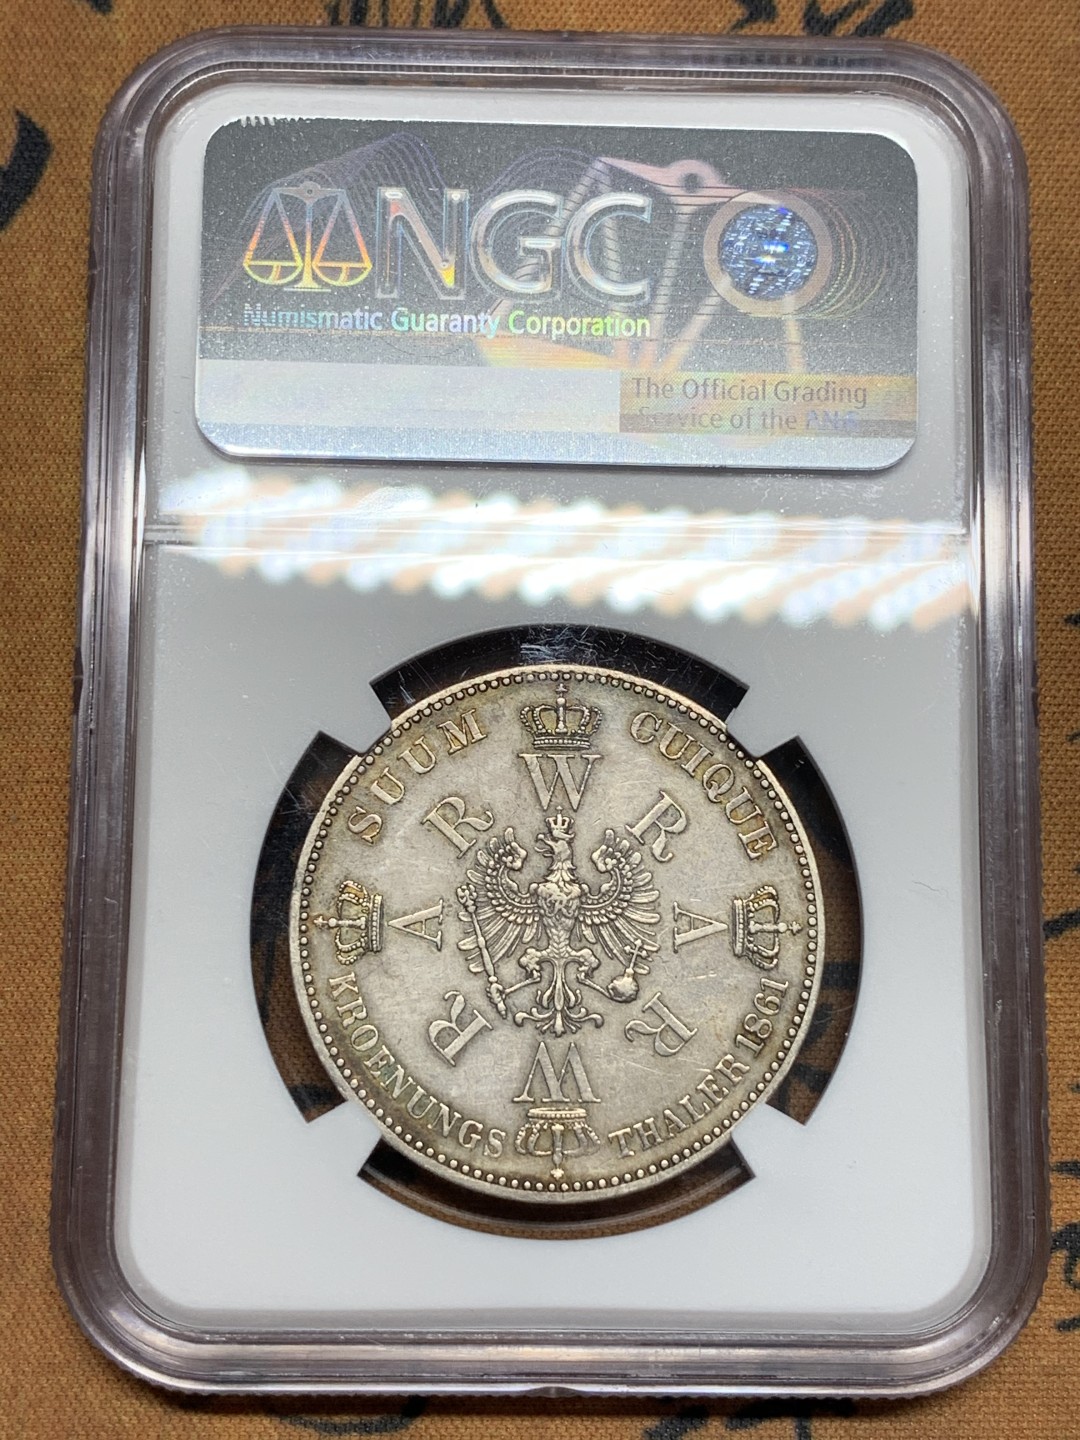 NGC
Numismatic Guaranty Corporation
The Official Grading
Service of the ANA
SUUM CUIQUE
KROENUNGS THALER 1861
W
R R
A A
R R
W